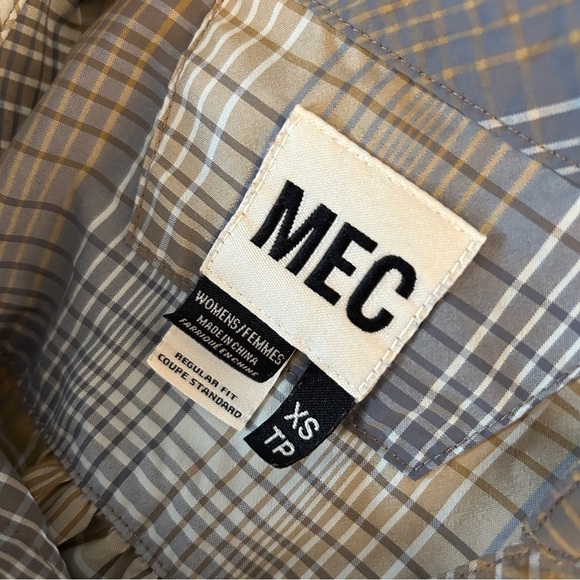 MEC
WOMENS/FEMMES
MADE IN CHINA
FABRIQUÉ EN CHINE
REGULAR FIT
COUPE STANDARD
XS
TP